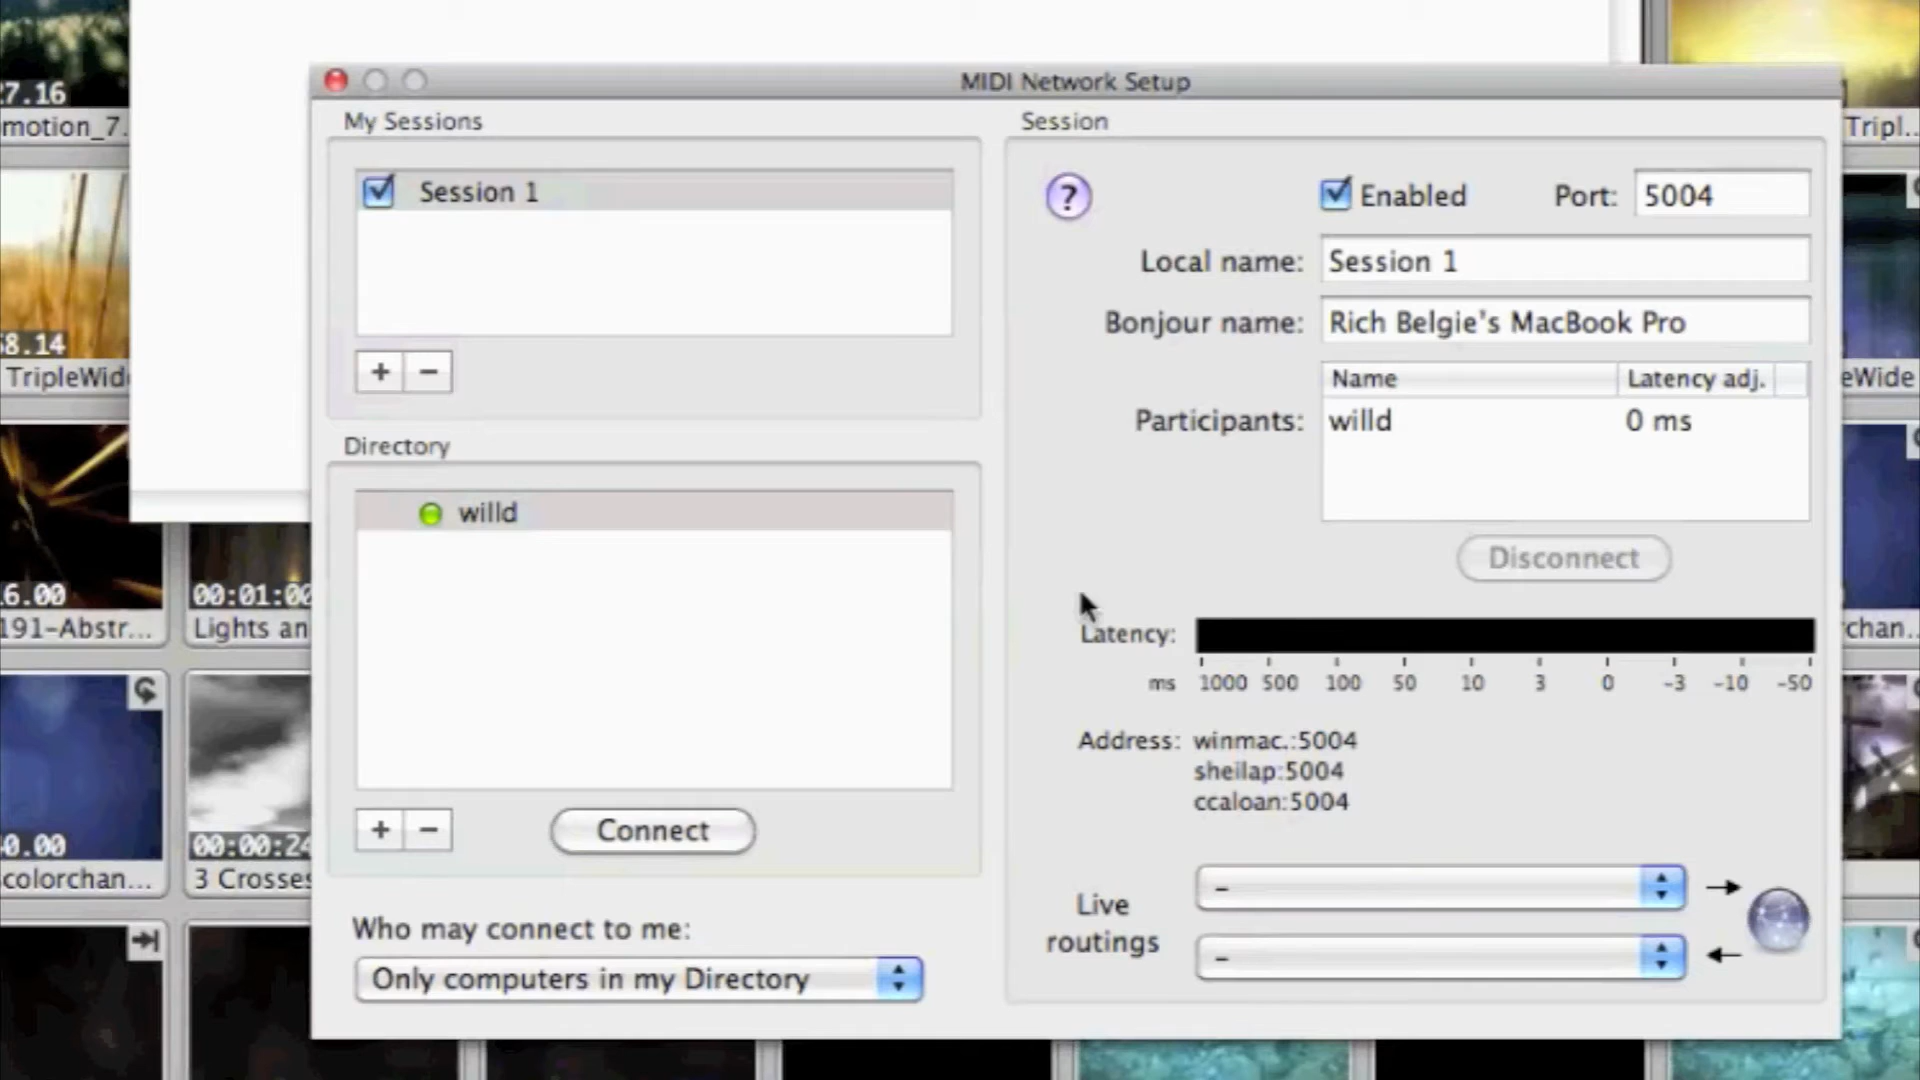 MIDI Network Setup
My Sessions
Session 1
+ −
Directory
willd
+ −
Connect
Who may connect to me:
Only computers in my Directory
Session
?
Enabled
Port: 5004
Local name: Session 1
Bonjour name: Rich Belgie's MacBook Pro
Name Latency adj.
Participants: willd 0 ms
Disconnect
Latency:
ms 1000 500 100 50 10 3 0 -3 -10 -50
Address: winmac.:5004
sheilap:5004
ccaloan:5004
Live routings
–
–
7.16
motion_7.
8.14
TripleWid
6.00
191-Abstr...
00:01:00
Lights an
0.00
colorchan...
00:00:24
3 Crosses
Tripl...
eWide
chan...